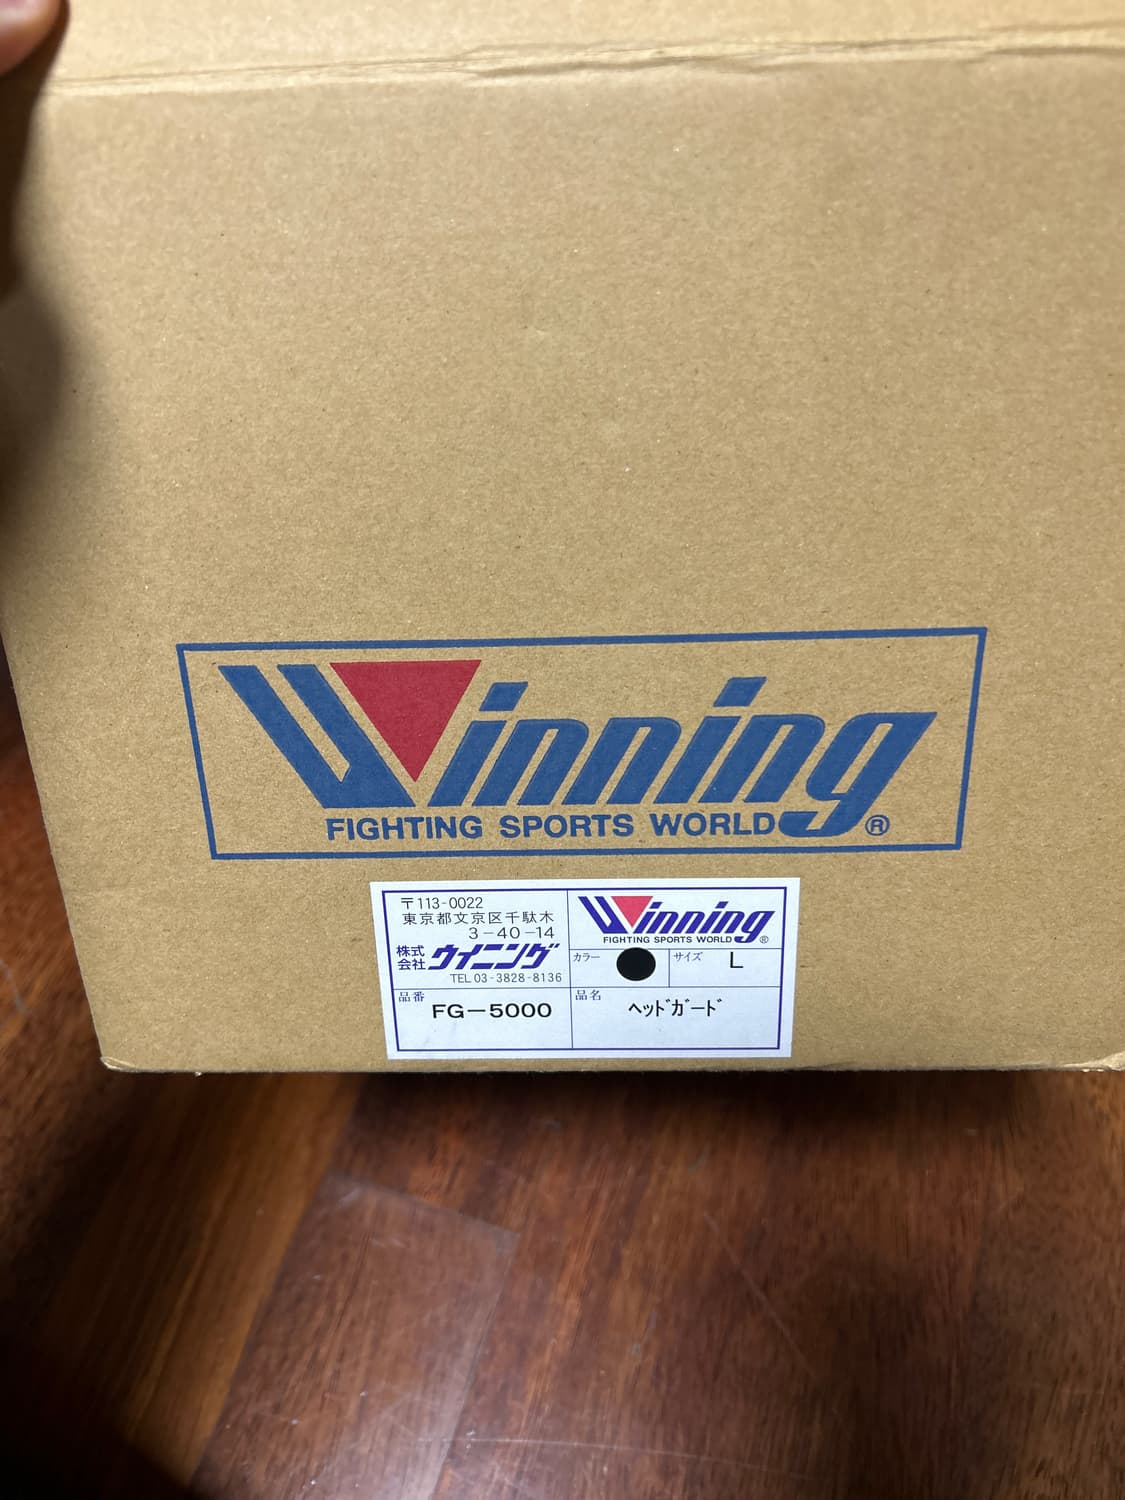 Winning
FIGHTING SPORTS WORLD®
〒113-0022
東京都文京区千駄木
3-40-14
株式会社 ウイニング
TEL 03-3828-8136
Winning
FIGHTING SPORTS WORLD®
カラー
サイズ L
品番
FG-5000
品名
ヘッドガード